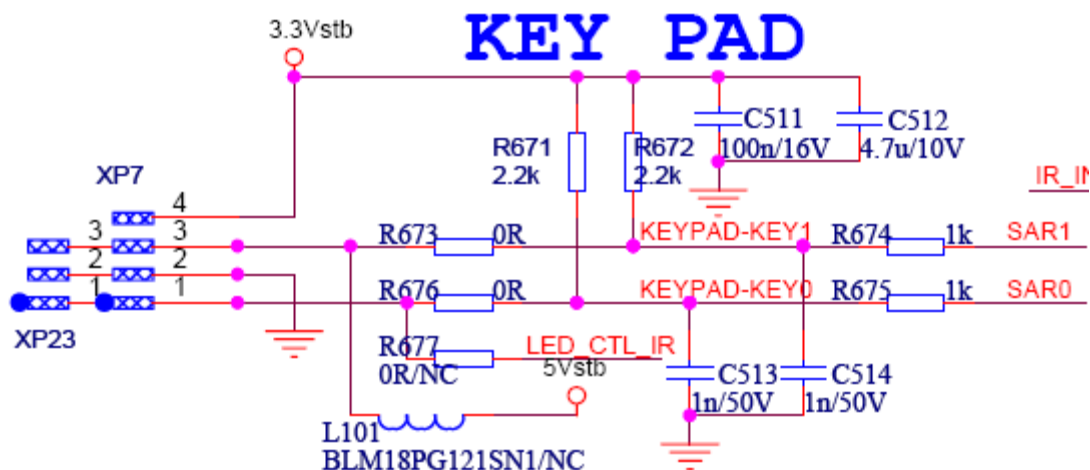 KEY PAD
3.3Vstb
C511
100n/16V
C512
4.7u/10V
R671
2.2k
R672
2.2k
XP7
4
3
3
2
2
1
1
XP23
IR_IN
R673
0R
KEYPAD-KEY1
R674
1k
SAR1
R676
0R
KEYPAD-KEY0
R675
1k
SAR0
R677
0R/NC
LED_CTL_IR
5Vstb
C513
1n/50V
C514
1n/50V
L101
BLM18PG121SN1/NC